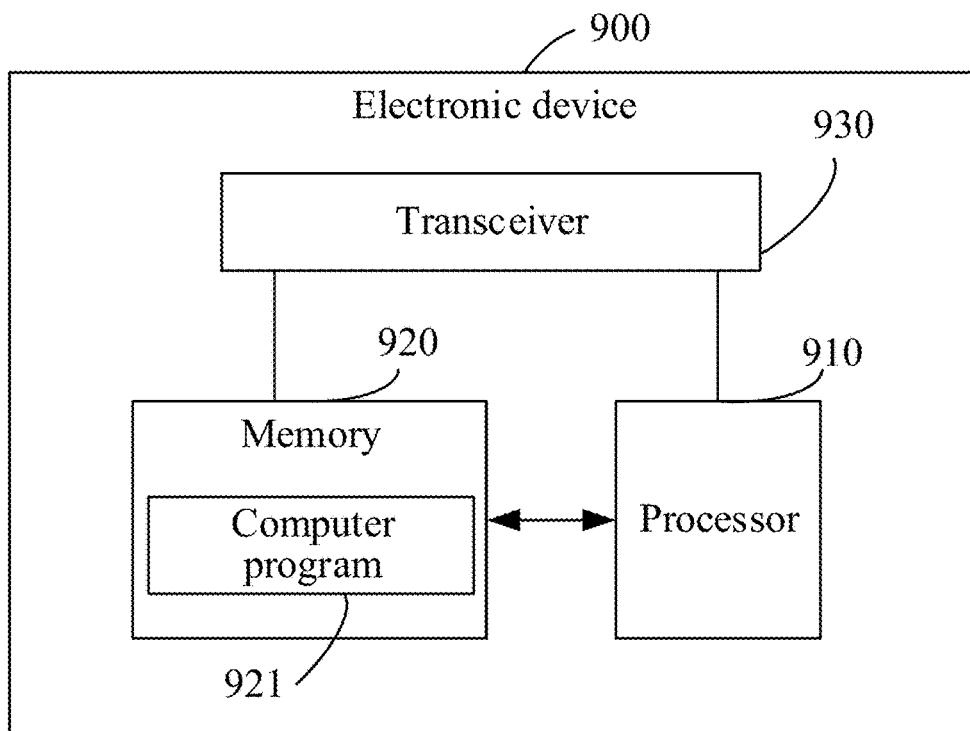 900
Electronic device
930
Transceiver
920
910
Memory
Computer
program
Processor
921